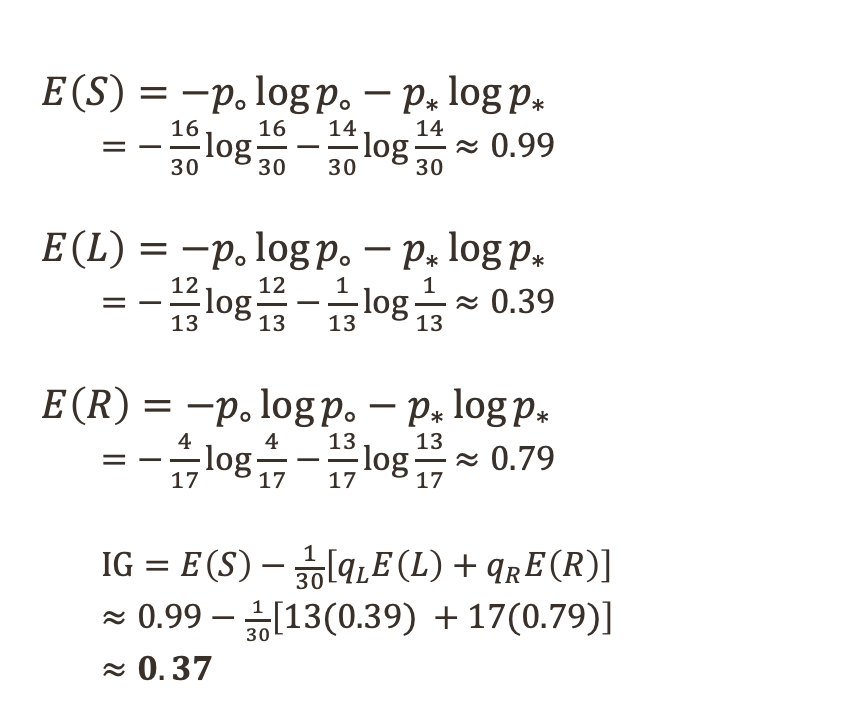 E(S) = −p∘ log p∘ − p* log p*
= − 16/30 log 16/30 − 14/30 log 14/30 ≈ 0.99
E(L) = −p∘ log p∘ − p* log p*
= − 12/13 log 12/13 − 1/13 log 1/13 ≈ 0.39
E(R) = −p∘ log p∘ − p* log p*
= − 4/17 log 4/17 − 13/17 log 13/17 ≈ 0.79
IG = E(S) − 1/30 [q_L E(L) + q_R E(R)]
≈ 0.99 − 1/30 [13(0.39) + 17(0.79)]
≈ 0.37